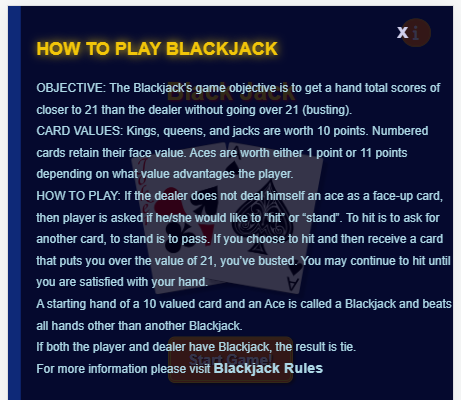 X i
HOW TO PLAY BLACKJACK
OBJECTIVE: The Blackjack's game objective is to get a hand total scores of
Black Jack
closer to 21 than the dealer without going over 21 (busting).
CARD VALUES: Kings, queens, and jacks are worth 10 points. Numbered
cards retain their face value. Aces are worth either 1 point or 11 points
depending on what value advantages the player.
HOW TO PLAY: If the dealer does not deal himself an ace as a face-up card,
then player is asked if he/she would like to “hit” or “stand”. To hit is to ask for
another card, to stand is to pass. If you choose to hit and then receive a card
that puts you over the value of 21, you've busted. You may continue to hit until
you are satisfied with your hand.
A
A starting hand of a 10 valued card and an Ace is called a Blackjack and beats
all hands other than another Blackjack.
If both the player and dealer have Blackjack, the result is tie.
Start Game!
For more information please visit Blackjack Rules